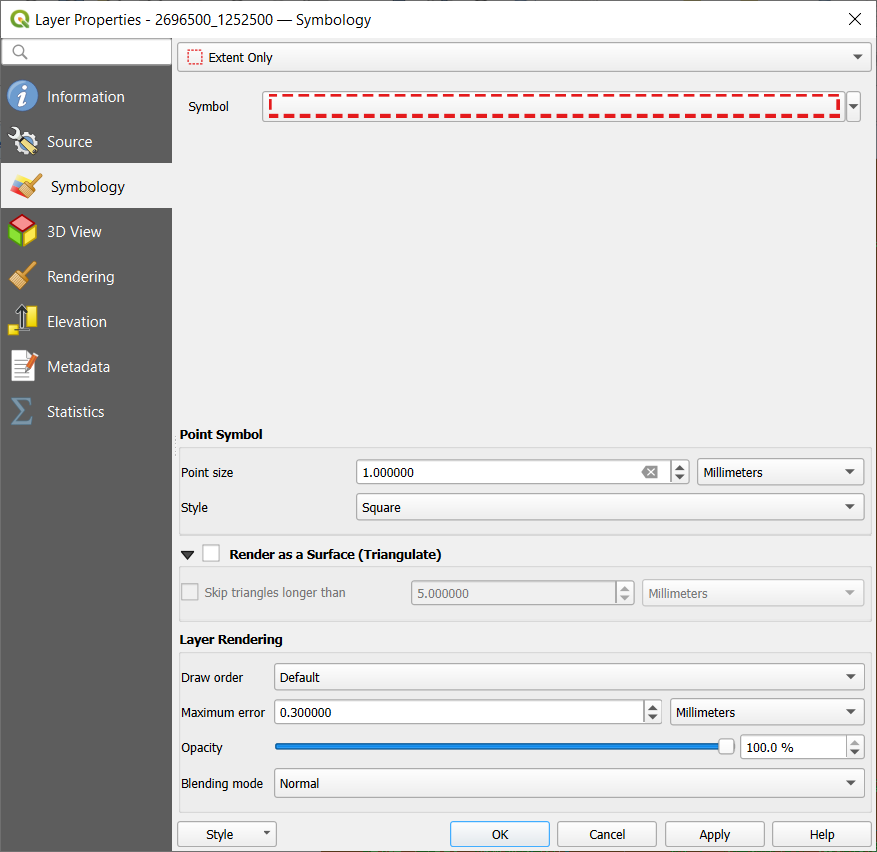 Layer Properties - 2696500_1252500 — Symbology
Extent Only
Symbol
Information
Source
Symbology
3D View
Rendering
Elevation
Metadata
Statistics
Point Symbol
Point size 1.000000 Millimeters
Style Square
Render as a Surface (Triangulate)
Skip triangles longer than 5.000000 Millimeters
Layer Rendering
Draw order Default
Maximum error 0.300000 Millimeters
Opacity 100.0 %
Blending mode Normal
Style OK Cancel Apply Help